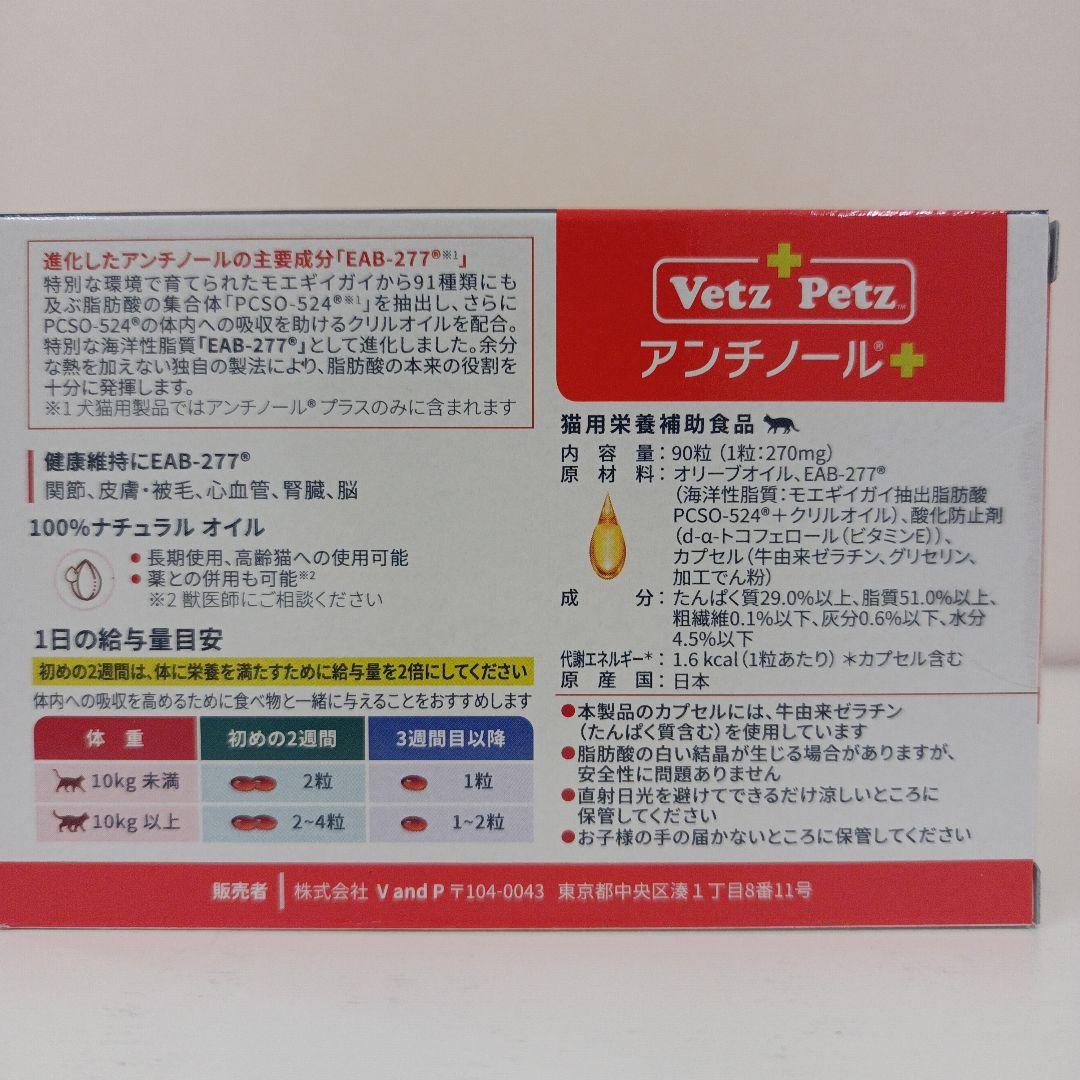 進化したアンチノールの主要成分「EAB-277®※1」
特別な環境で育てられたモエギイガイから91種類にも
及ぶ脂肪酸の集合体「PCSO-524®※1」を抽出し、さらに
PCSO-524®の体内への吸収を助けるクリルオイルを配合。
特別な海洋性脂質「EAB-277®」として進化しました。余分
な熱を加えない独自の製法により、脂肪酸の本来の役割を
十分に発揮します。
※1 犬猫用製品ではアンチノール® プラスのみに含まれます
健康維持にEAB-277®
関節、皮膚・被毛、心血管、腎臓、脳
100%ナチュラル オイル
●長期使用、高齢猫への使用可能
●薬との併用も可能※2
※2 獣医師にご相談ください
1日の給与量目安
初めの2週間は、体に栄養を満たすために給与量を2倍にしてください
体内への吸収を高めるために食べ物と一緒に与えることをおすすめします
体 重 初めの2週間 3週間目以降
10kg 未満 2粒 1粒
10kg 以上 2~4粒 1~2粒
Vetz Petz™
アンチノール®
猫用栄養補助食品
内容量：90粒（1粒：270mg）
原材料：オリーブオイル、EAB-277®
（海洋性脂質：モエギイガイ抽出脂肪酸
PCSO-524®＋クリルオイル）、酸化防止剤
（d-α-トコフェロール（ビタミンE））、
カプセル（牛由来ゼラチン、グリセリン、
加工でん粉）
成分：たんぱく質29.0%以上、脂質51.0%以上、
粗繊維0.1%以下、灰分0.6%以下、水分
4.5%以下
代謝エネルギー*：1.6 kcal（1粒あたり）＊カプセル含む
原産国：日本
●本製品のカプセルには、牛由来ゼラチン
（たんぱく質含む）を使用しています
●脂肪酸の白い結晶が生じる場合がありますが、
安全性に問題ありません
●直射日光を避けてできるだけ涼しいところに
保管してください
●お子様の手の届かないところに保管してください
販売者 株式会社 V and P 〒104-0043 東京都中央区湊1丁目8番11号